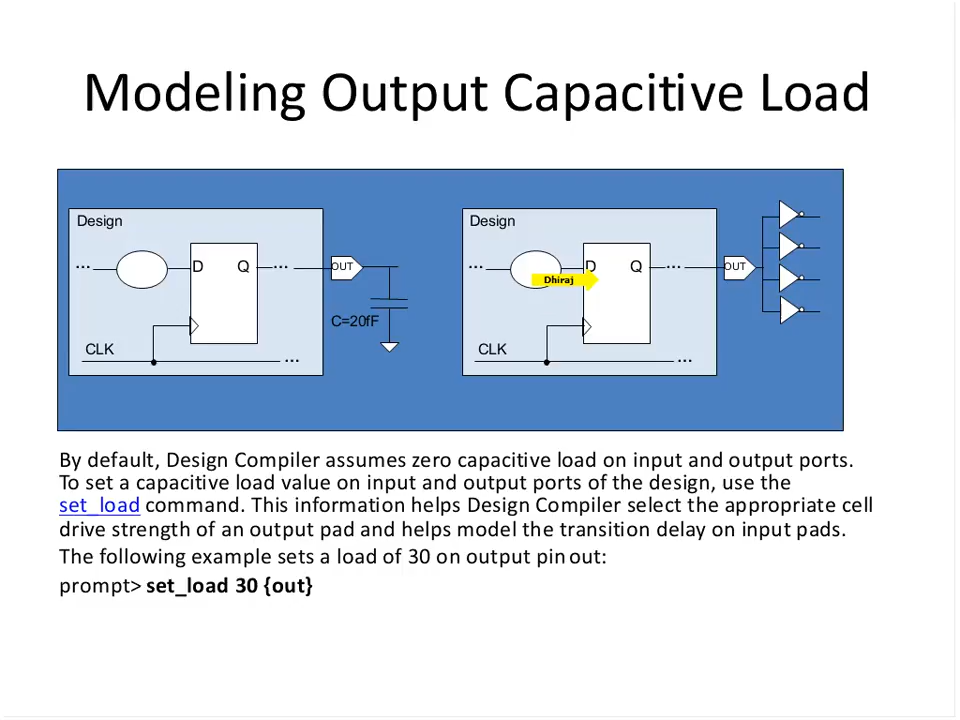 Modeling Output Capacitive Load
Design
D Q ...
...
OUT
C=20fF
CLK
...
Design
...
D Q ...
OUT
Dhiraj
CLK
...
By default, Design Compiler assumes zero capacitive load on input and output ports.
To set a capacitive load value on input and output ports of the design, use the
set_load command. This information helps Design Compiler select the appropriate cell
drive strength of an output pad and helps model the transition delay on input pads.
The following example sets a load of 30 on output pin out:
prompt> set_load 30 {out}